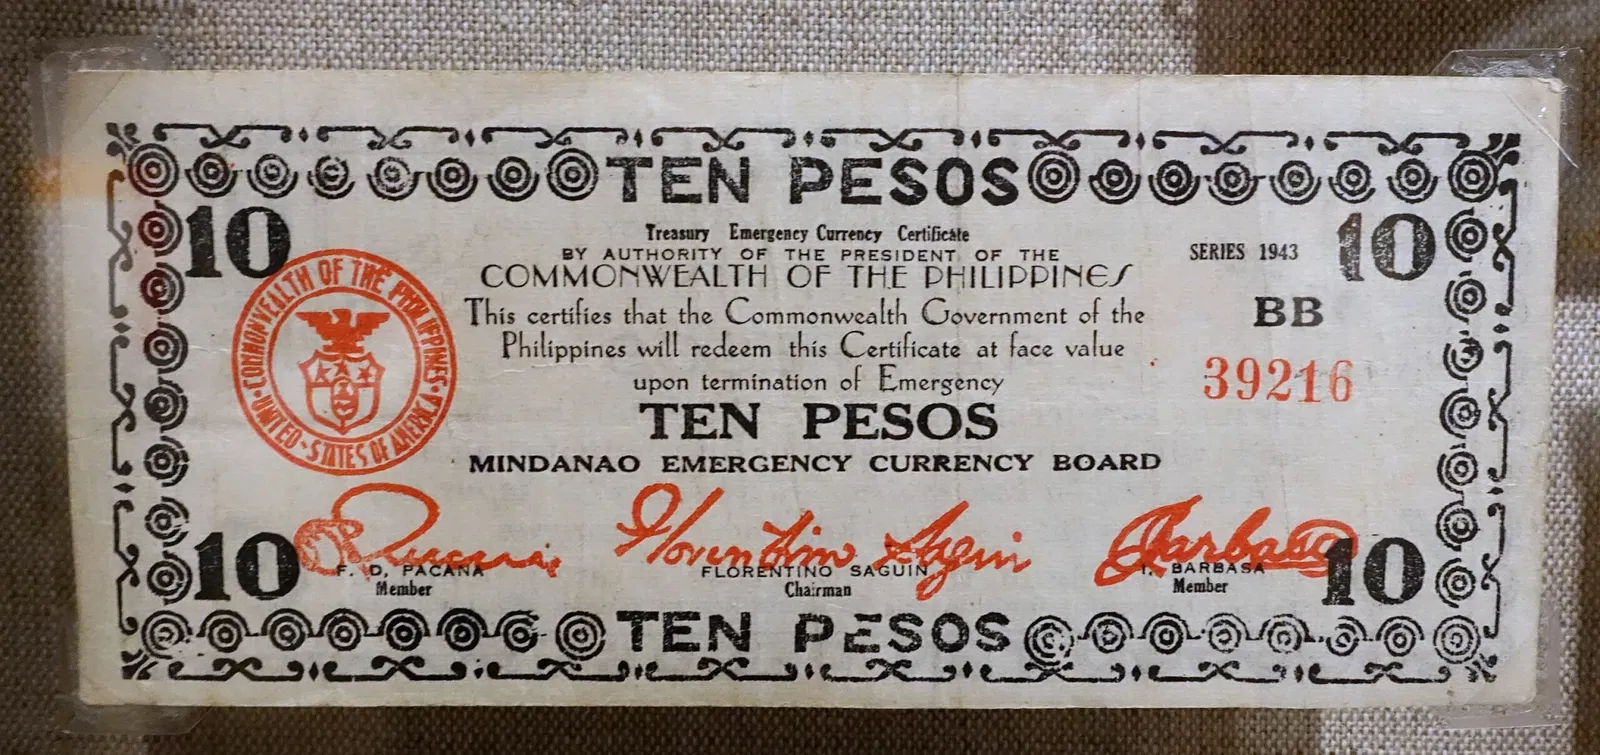 TEN PESOS
10 10
Treasury Emergency Currency Certificate
BY AUTHORITY OF THE PRESIDENT OF THE
COMMONWEALTH OF THE PHILIPPINES
SERIES 1943
This certifies that the Commonwealth Government of the
Philippines will redeem this Certificate at face value
upon termination of Emergency
BB
39216
COMMONWEALTH OF THE PHILIPPINES
UNITED · STATES OF AMERICA
TEN PESOS
MINDANAO EMERGENCY CURRENCY BOARD
Florentino Saguin
Barbasa
F. D. PACANA FLORENTINO SAGUIN I. BARBASA
Member Chairman Member
10 10
TEN PESOS